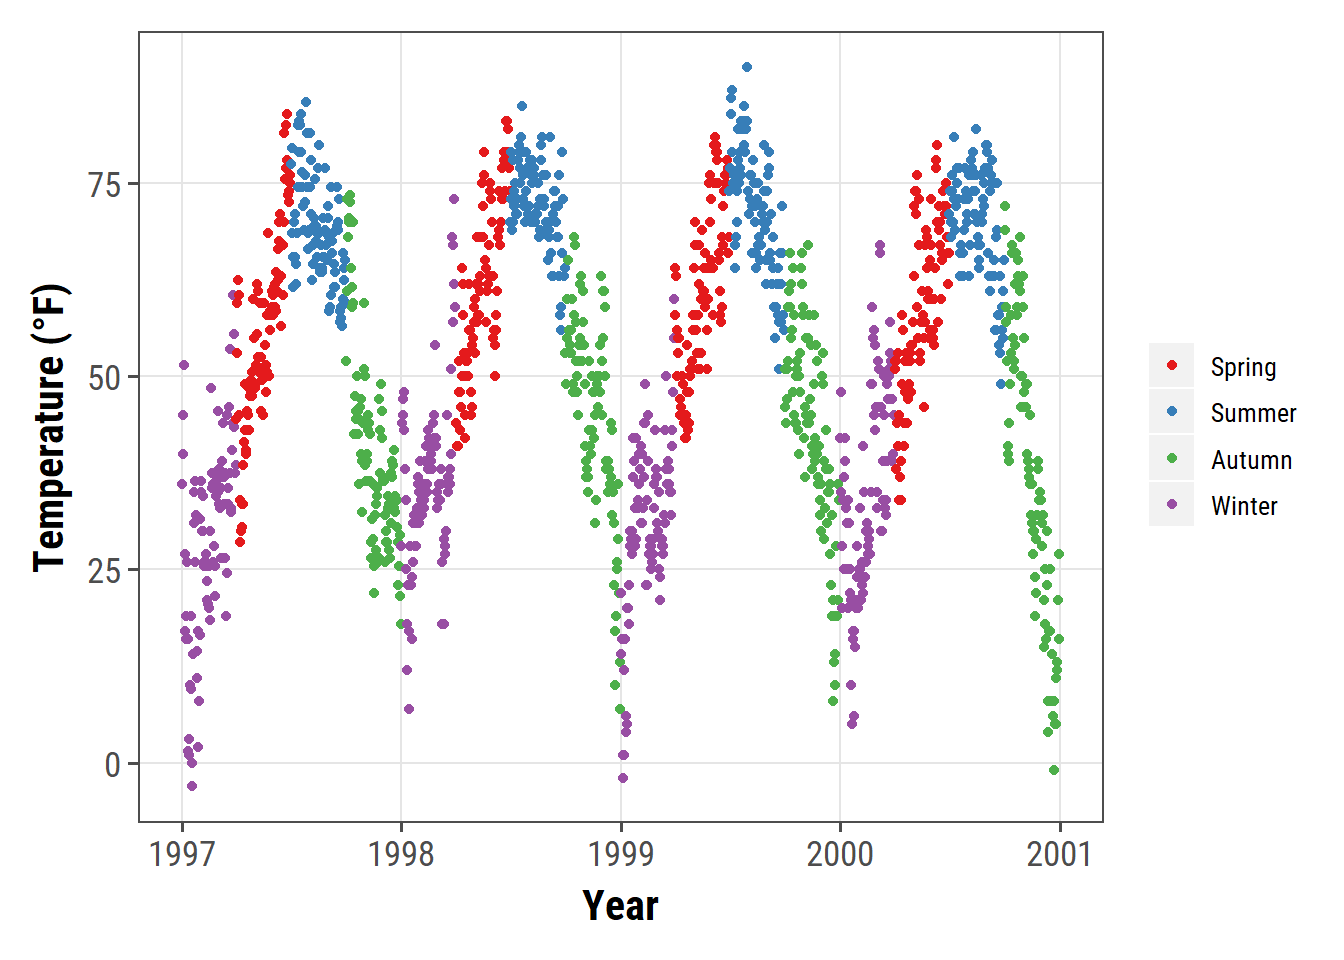 Temperature (°F)
75
50
25
0
1997 1998 1999 2000 2001
Year
Spring
Summer
Autumn
Winter